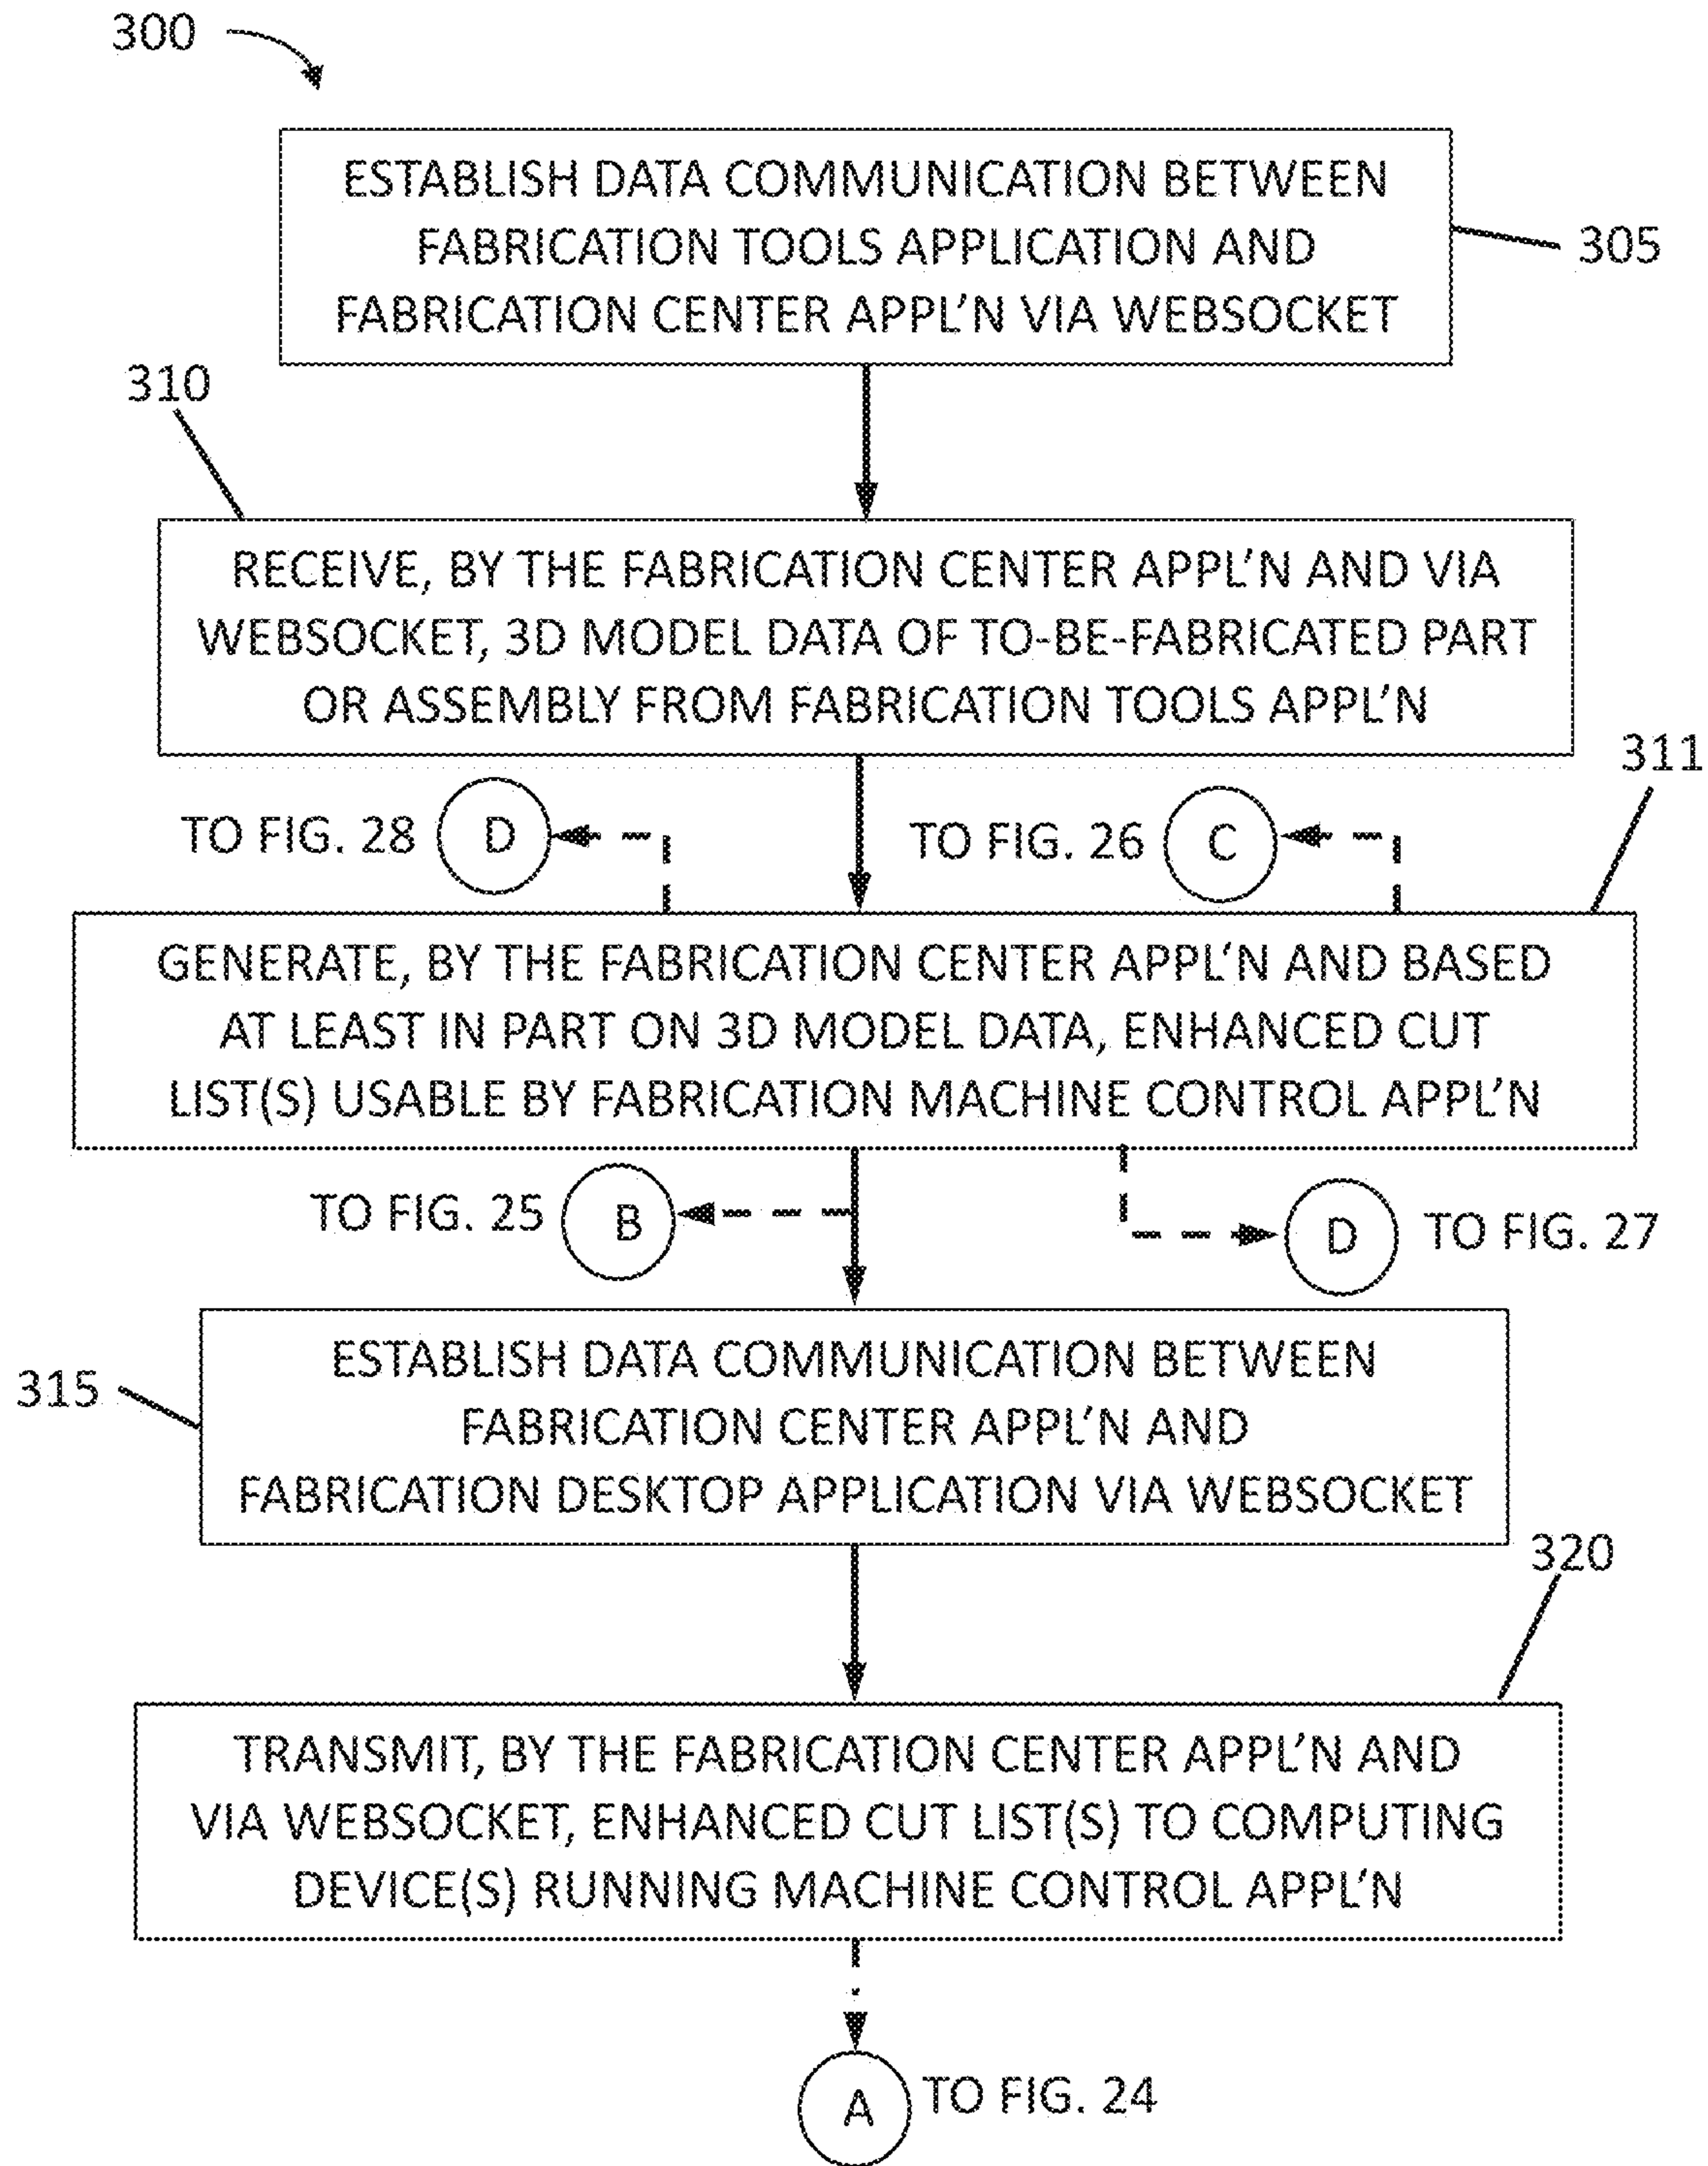 300
ESTABLISH DATA COMMUNICATION BETWEEN
FABRICATION TOOLS APPLICATION AND
FABRICATION CENTER APPL'N VIA WEBSOCKET
305
310
RECEIVE, BY THE FABRICATION CENTER APPL'N AND VIA
WEBSOCKET, 3D MODEL DATA OF TO-BE-FABRICATED PART
OR ASSEMBLY FROM FABRICATION TOOLS APPL'N
311
TO FIG. 28 D
TO FIG. 26 C
GENERATE, BY THE FABRICATION CENTER APPL'N AND BASED
AT LEAST IN PART ON 3D MODEL DATA, ENHANCED CUT
LIST(S) USABLE BY FABRICATION MACHINE CONTROL APPL'N
TO FIG. 25 B
D TO FIG. 27
315
ESTABLISH DATA COMMUNICATION BETWEEN
FABRICATION CENTER APPL'N AND
FABRICATION DESKTOP APPLICATION VIA WEBSOCKET
320
TRANSMIT, BY THE FABRICATION CENTER APPL'N AND
VIA WEBSOCKET, ENHANCED CUT LIST(S) TO COMPUTING
DEVICE(S) RUNNING MACHINE CONTROL APPL'N
A TO FIG. 24